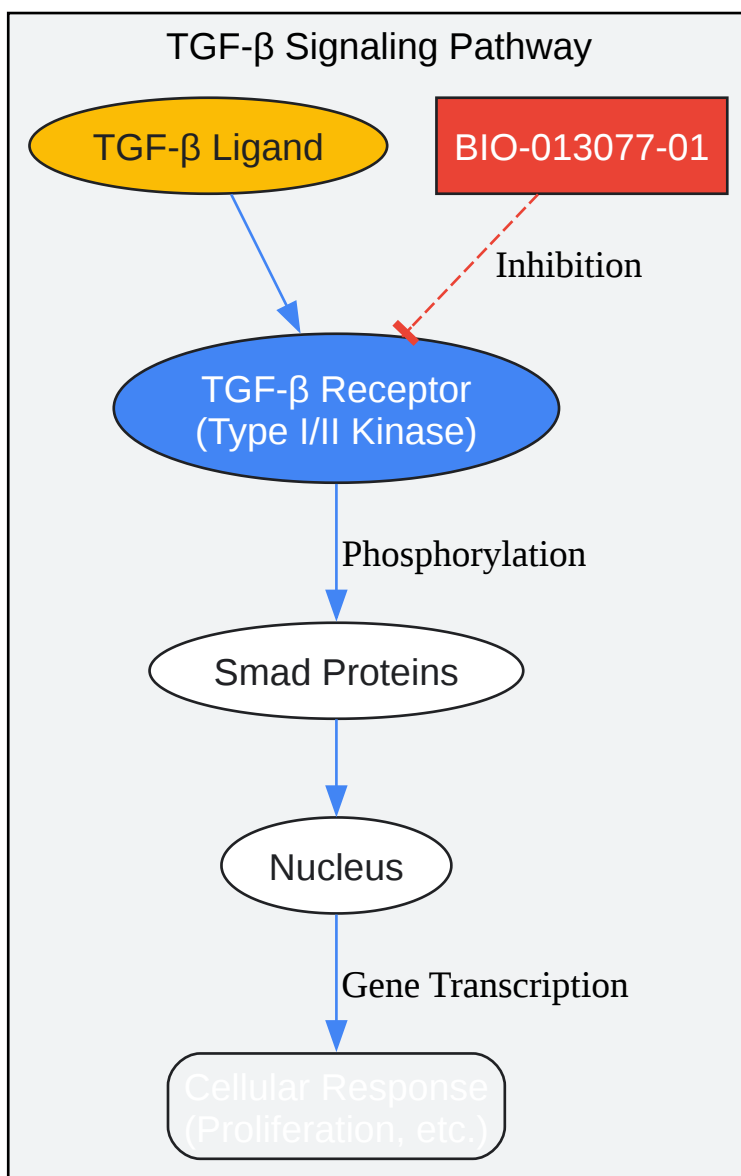 TGF-β Signaling Pathway
TGF-β Ligand
BIO-013077-01
Inhibition
TGF-β Receptor
(Type I/II Kinase)
Phosphorylation
Smad Proteins
Nucleus
Gene Transcription
Cellular Response
(Proliferation, etc.)